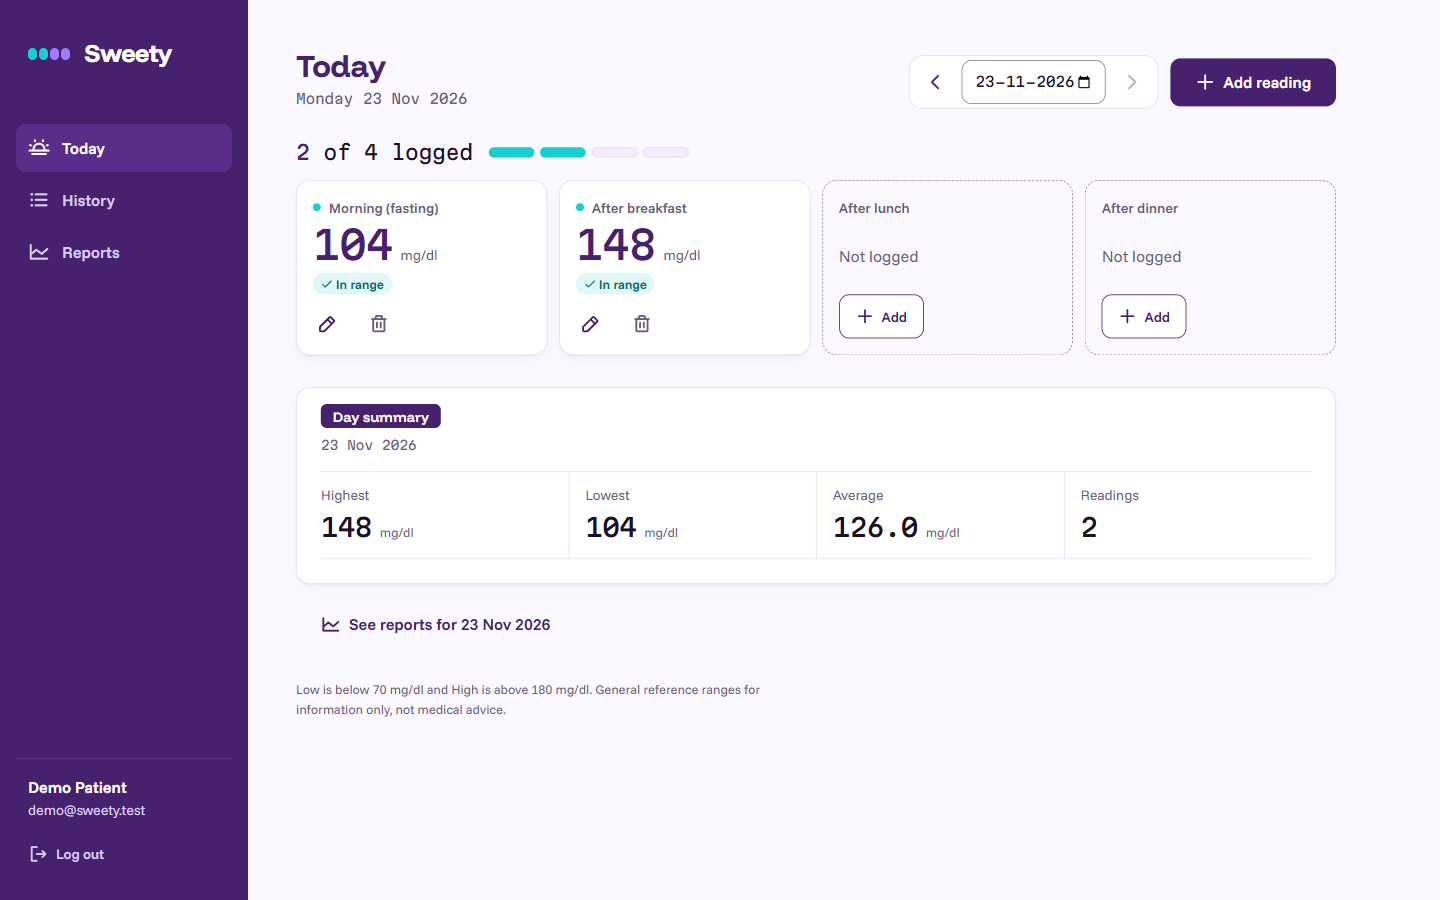 Sweety
Today
History
Reports
Demo Patient
demo@sweety.test
Log out
Today
Monday 23 Nov 2026
23-11-2026
Add reading
2 of 4 logged
Morning (fasting)
104 mg/dl
In range
After breakfast
148 mg/dl
In range
After lunch
Not logged
Add
After dinner
Not logged
Add
Day summary
23 Nov 2026
Highest
148 mg/dl
Lowest
104 mg/dl
Average
126.0 mg/dl
Readings
2
See reports for 23 Nov 2026
Low is below 70 mg/dl and High is above 180 mg/dl. General reference ranges for
information only, not medical advice.